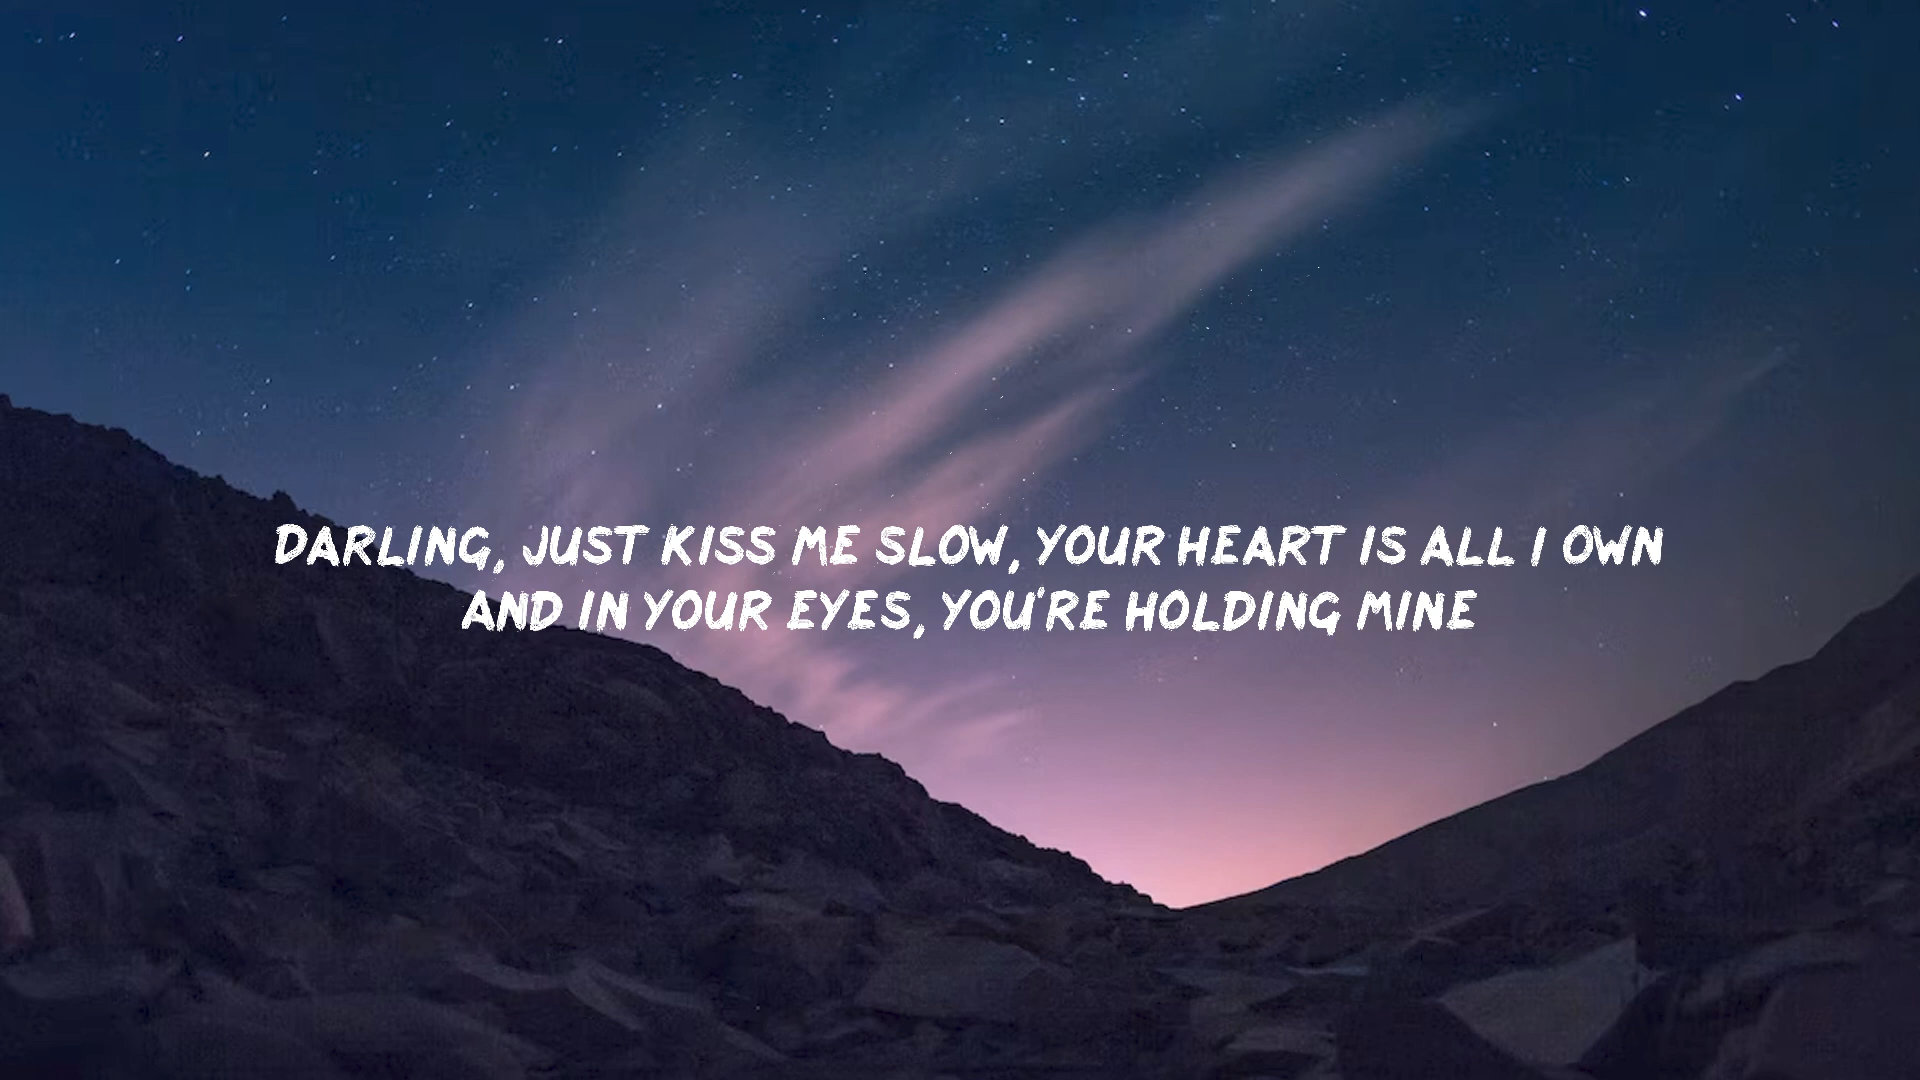 DARLING, JUST KISS ME SLOW, YOUR HEART IS ALL I OWN
AND IN YOUR EYES, YOU'RE HOLDING MINE